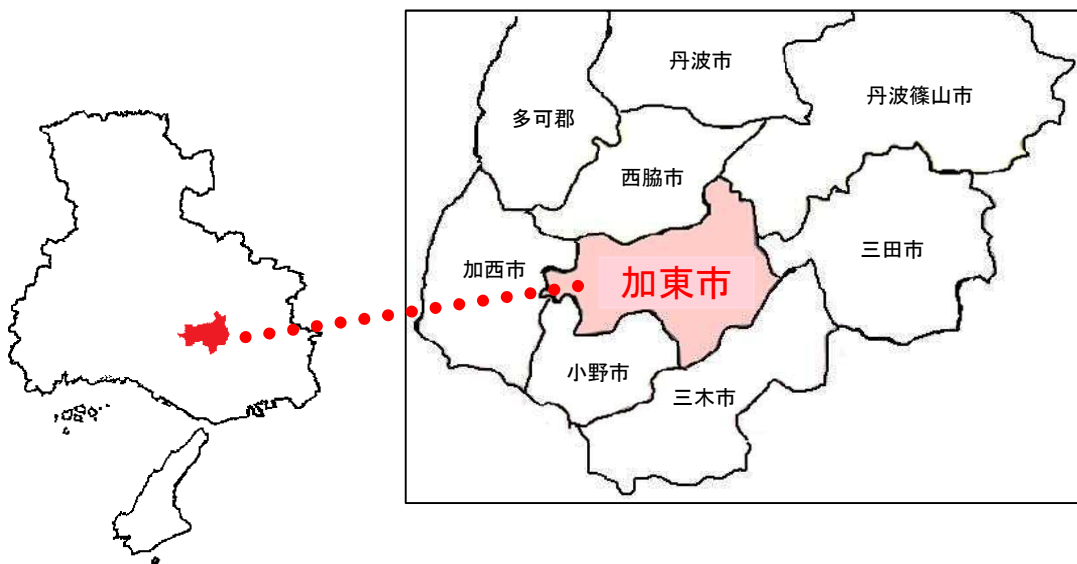 丹波市
丹波篠山市
多可郡
西脇市
三田市
加西市
加東市
小野市
三木市